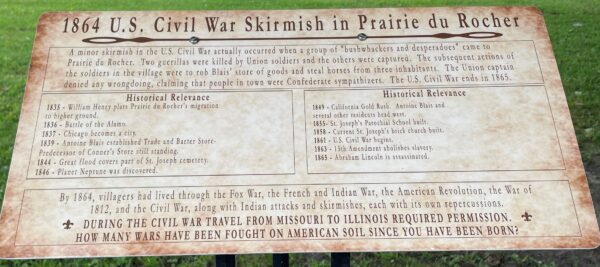 1864 U.S. Civil War Skirmish in Prairie du Rocher
A minor skirmish in the U.S. Civil War actually occurred when a group of "bushwhackers and desperadoes" came to
Prairie du Rocher. Two guerillas were killed by Union soldiers and the others were captured. The subsequent actions of
the soldiers in the village were to rob Blais' store of goods and steal horses from three inhabitants. The Union captain
denied any wrongdoing, claiming that people in town were Confederate sympathizers. The U.S. Civil War ends in 1865.
Historical Relevance
1835 - William Henry plats Prairie du Rocher's migration
to higher ground.
1836 - Battle of the Alamo.
1837 - Chicago becomes a city.
1839 - Antoine Blais established Trade and Barter Store-
Predecessor of Conner's Store still standing.
1844 - Great flood covers part of St. Joseph cemetery.
1846 - Planet Neptune was discovered.
Historical Relevance
1849 - California Gold Rush. Antoine Blais and
several other residents head west.
1855- St. Joseph's Parochial School built.
1858 - Current St. Joseph's brick church built.
1861 - U.S. Civil War begins.
1863 - 13th Amendment abolishes slavery.
1865 - Abraham Lincoln is assassinated.
By 1864, villagers had lived through the Fox War, the French and Indian War, the American Revolution, the War of
1812, and the Civil War, along with Indian attacks and skirmishes, each with its own repercussions.
DURING THE CIVIL WAR TRAVEL FROM MISSOURI TO ILLINOIS REQUIRED PERMISSION.
HOW MANY WARS HAVE BEEN FOUGHT ON AMERICAN SOIL SINCE YOU HAVE BEEN BORN?